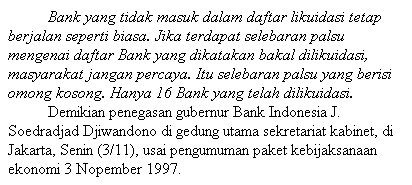 Bank yang tidak masuk dalam daftar likuidasi tetap
berjalan seperti biasa. Jika terdapat selebaran palsu
mengenai daftar Bank yang dikatakan bakal dilikuidasi,
masyarakat jangan percaya. Itu selebaran palsu yang berisi
omong kosong. Hanya 16 Bank yang telah dilikuidasi.
Demikian penegasan gubernur Bank Indonesia J.
Soedradjad Djiwandono di gedung utama sekretariat kabinet, di
Jakarta, Senin (3/11), usai pengumuman paket kebijaksanaan
ekonomi 3 Nopember 1997.